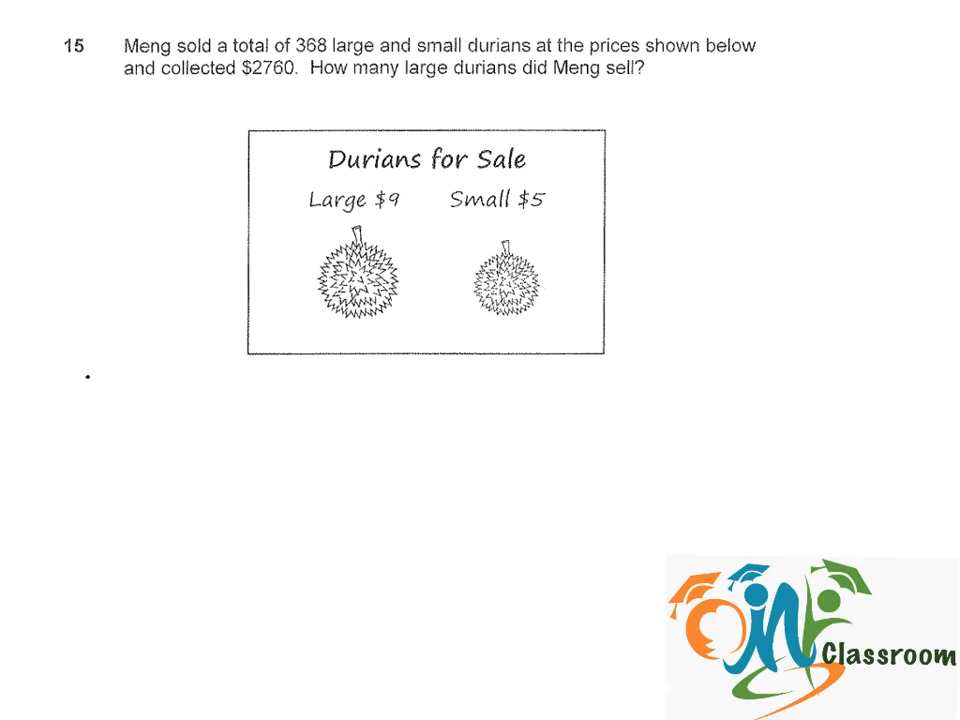 15 Meng sold a total of 368 large and small durians at the prices shown below
and collected $2760. How many large durians did Meng sell?
Durians for Sale
Large $9 Small $5
Classroom